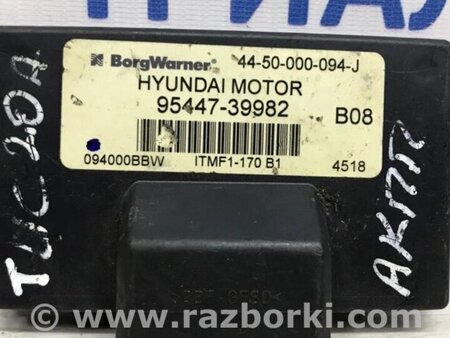 ТРИАЛ
BorgWarner 44-50-000-094-J
HYUNDAI MOTOR
95447-39982 B08
094000BBW ITMF1-170 B1 4518
TUC 2.0A
АКПП
www.razborki.com